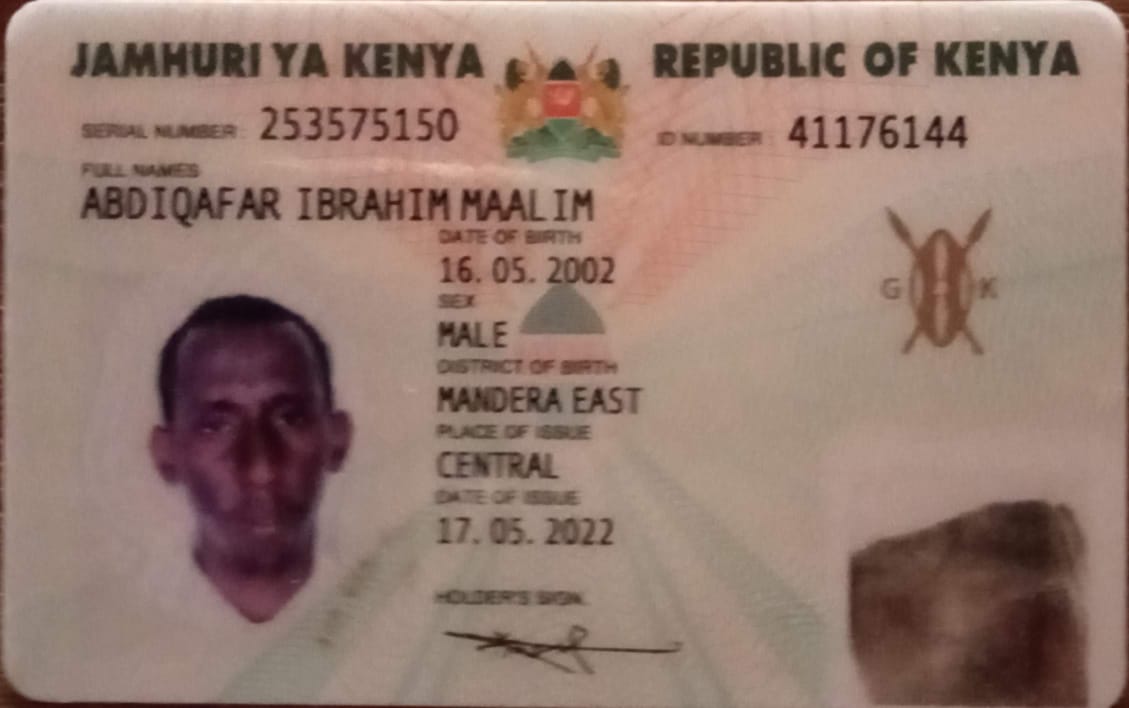 JAMHURI YA KENYA REPUBLIC OF KENYA
SERIAL NUMBER: 253575150 ID NUMBER: 41176144
FULL NAMES
ABDIQAFAR IBRAHIM MAALIM
DATE OF BIRTH
16. 05. 2002
SEX
MALE
G K
DISTRICT OF BIRTH
MANDERA EAST
PLACE OF ISSUE
CENTRAL
DATE OF ISSUE
17. 05. 2022
HOLDER'S SIGN.